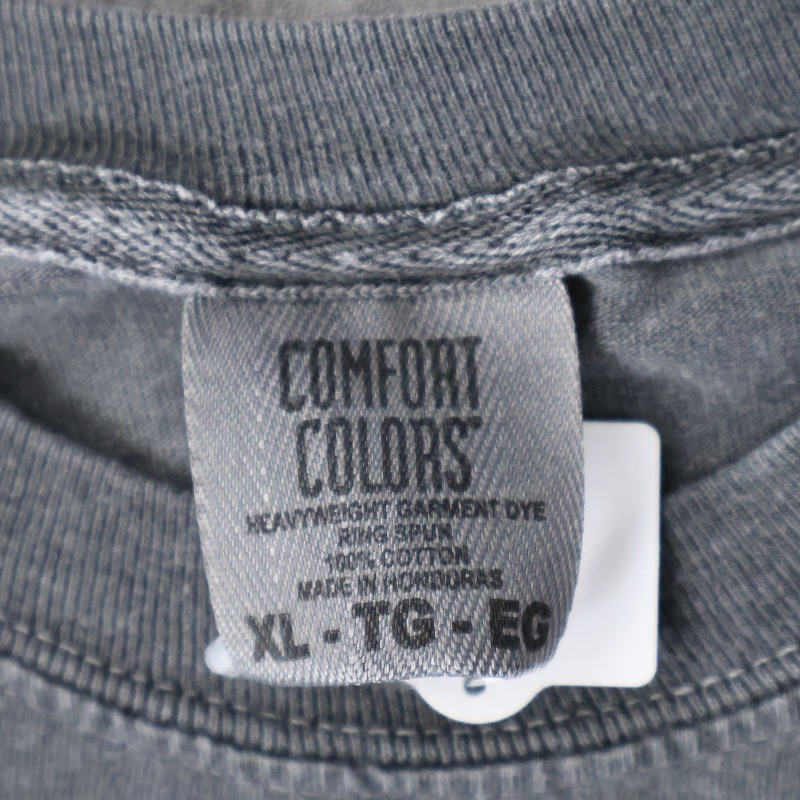 COMFORT
COLORS
HEAVYWEIGHT GARMENT DYE
RING SPUN
100% COTTON
MADE IN HONDURAS
XL - TG - EG